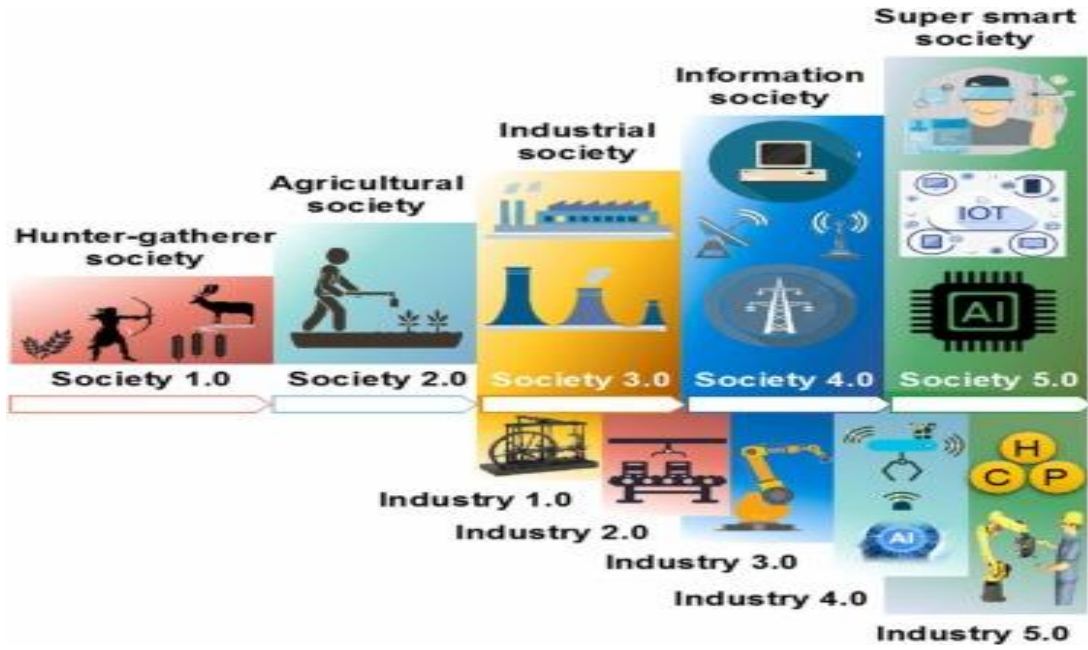 Super smart
society
Information
society
Industrial
society
Agricultural
society
Hunter-gatherer
society
IOT
AI
Society 1.0
Society 2.0
Society 3.0
Society 4.0
Society 5.0
H
C P
AI
Industry 1.0
Industry 2.0
Industry 3.0
Industry 4.0
Industry 5.0